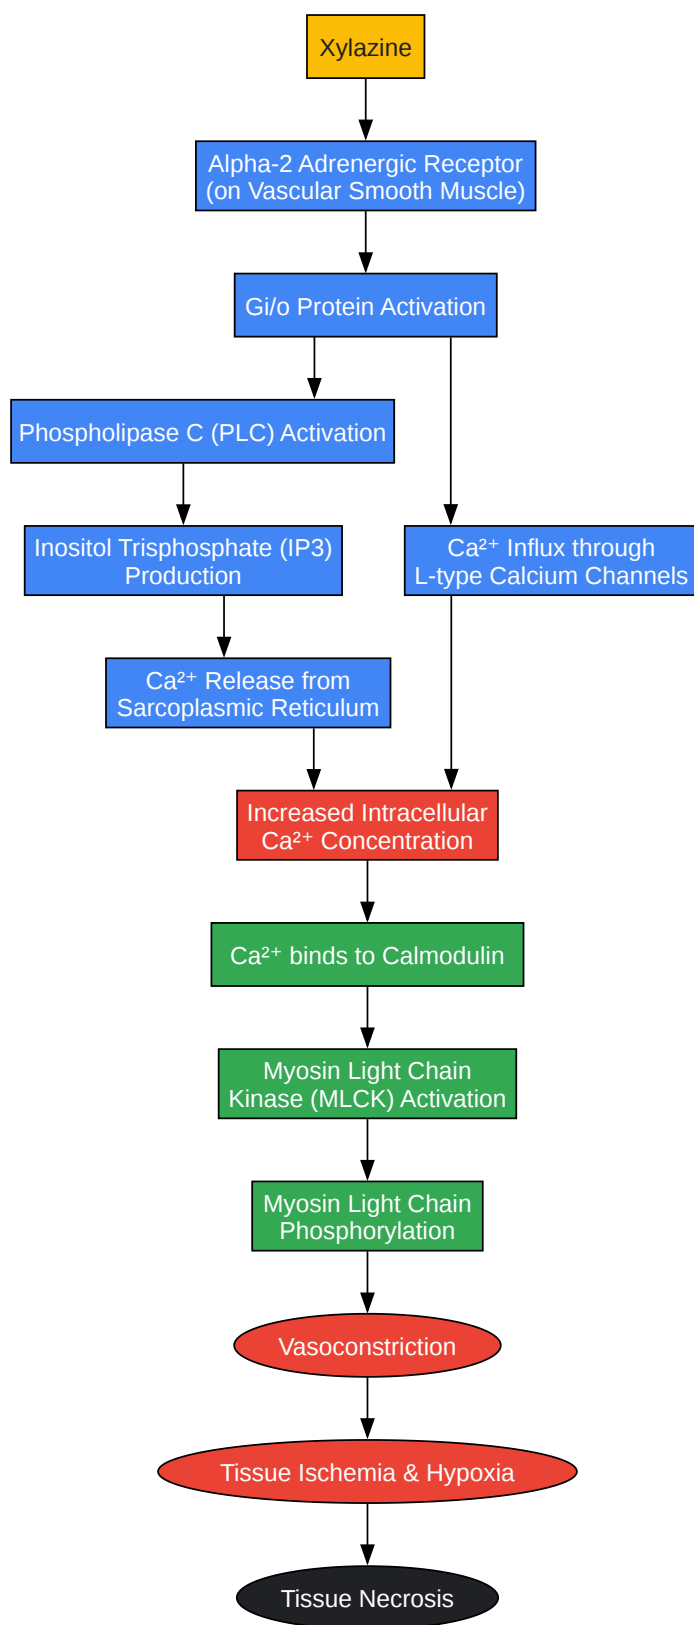 Xylazine
Alpha-2 Adrenergic Receptor
(on Vascular Smooth Muscle)
Gi/o Protein Activation
Phospholipase C (PLC) Activation
Inositol Trisphosphate (IP3)
Production
Ca²⁺ Influx through
L-type Calcium Channels
Ca²⁺ Release from
Sarcoplasmic Reticulum
Increased Intracellular
Ca²⁺ Concentration
Ca²⁺ binds to Calmodulin
Myosin Light Chain
Kinase (MLCK) Activation
Myosin Light Chain
Phosphorylation
Vasoconstriction
Tissue Ischemia & Hypoxia
Tissue Necrosis